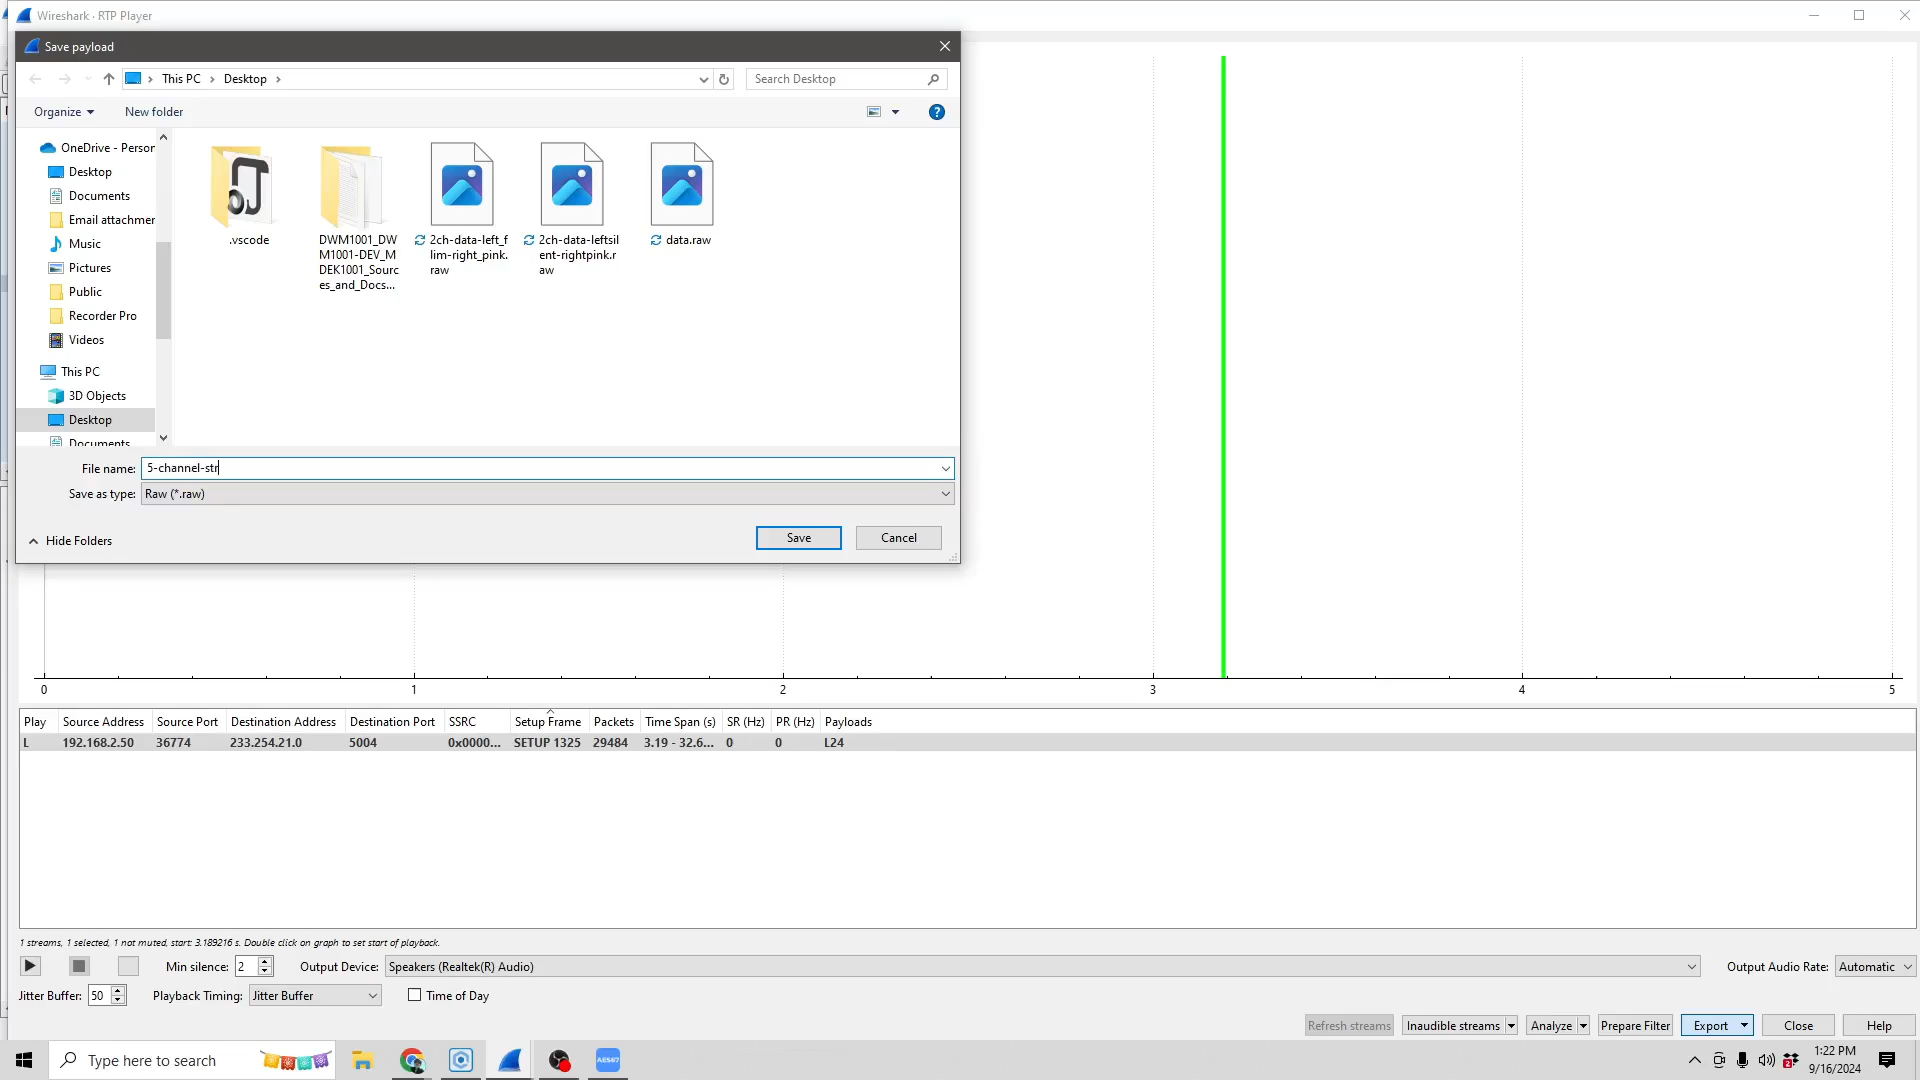 Wireshark · RTP Player
Save payload
This PC
Desktop
Search Desktop
Organize
New folder
OneDrive - Person
Desktop
Documents
Email attachmer
Music
Pictures
Public
Recorder Pro
Videos
This PC
3D Objects
Desktop
Documents
.vscode
DWM1001_DW
M1001-DEV_M
DEK1001_Sourc
es_and_Docs...
2ch-data-left_f
lim-right_pink.
raw
2ch-data-leftsil
ent-rightpink.r
aw
data.raw
File name: 5-channel-str
Save as type: Raw (*.raw)
Hide Folders
Save
Cancel
0 1 2 3 4 5
Play Source Address Source Port Destination Address Destination Port SSRC Setup Frame Packets Time Span (s) SR (Hz) PR (Hz) Payloads
L 192.168.2.50 36774 233.254.21.0 5004 0x0000... SETUP 1325 29484 3.19 - 32.6... 0 0 L24
1 streams, 1 selected, 1 not muted, start: 3.189216 s. Double click on graph to set start of playback.
Min silence: 2 Output Device: Speakers (Realtek(R) Audio) Output Audio Rate: Automatic
Jitter Buffer: 50 Playback Timing: Jitter Buffer Time of Day
Refresh streams Inaudible streams Analyze Prepare Filter Export Close Help
Type here to search
AES67
2
1:22 PM
9/16/2024